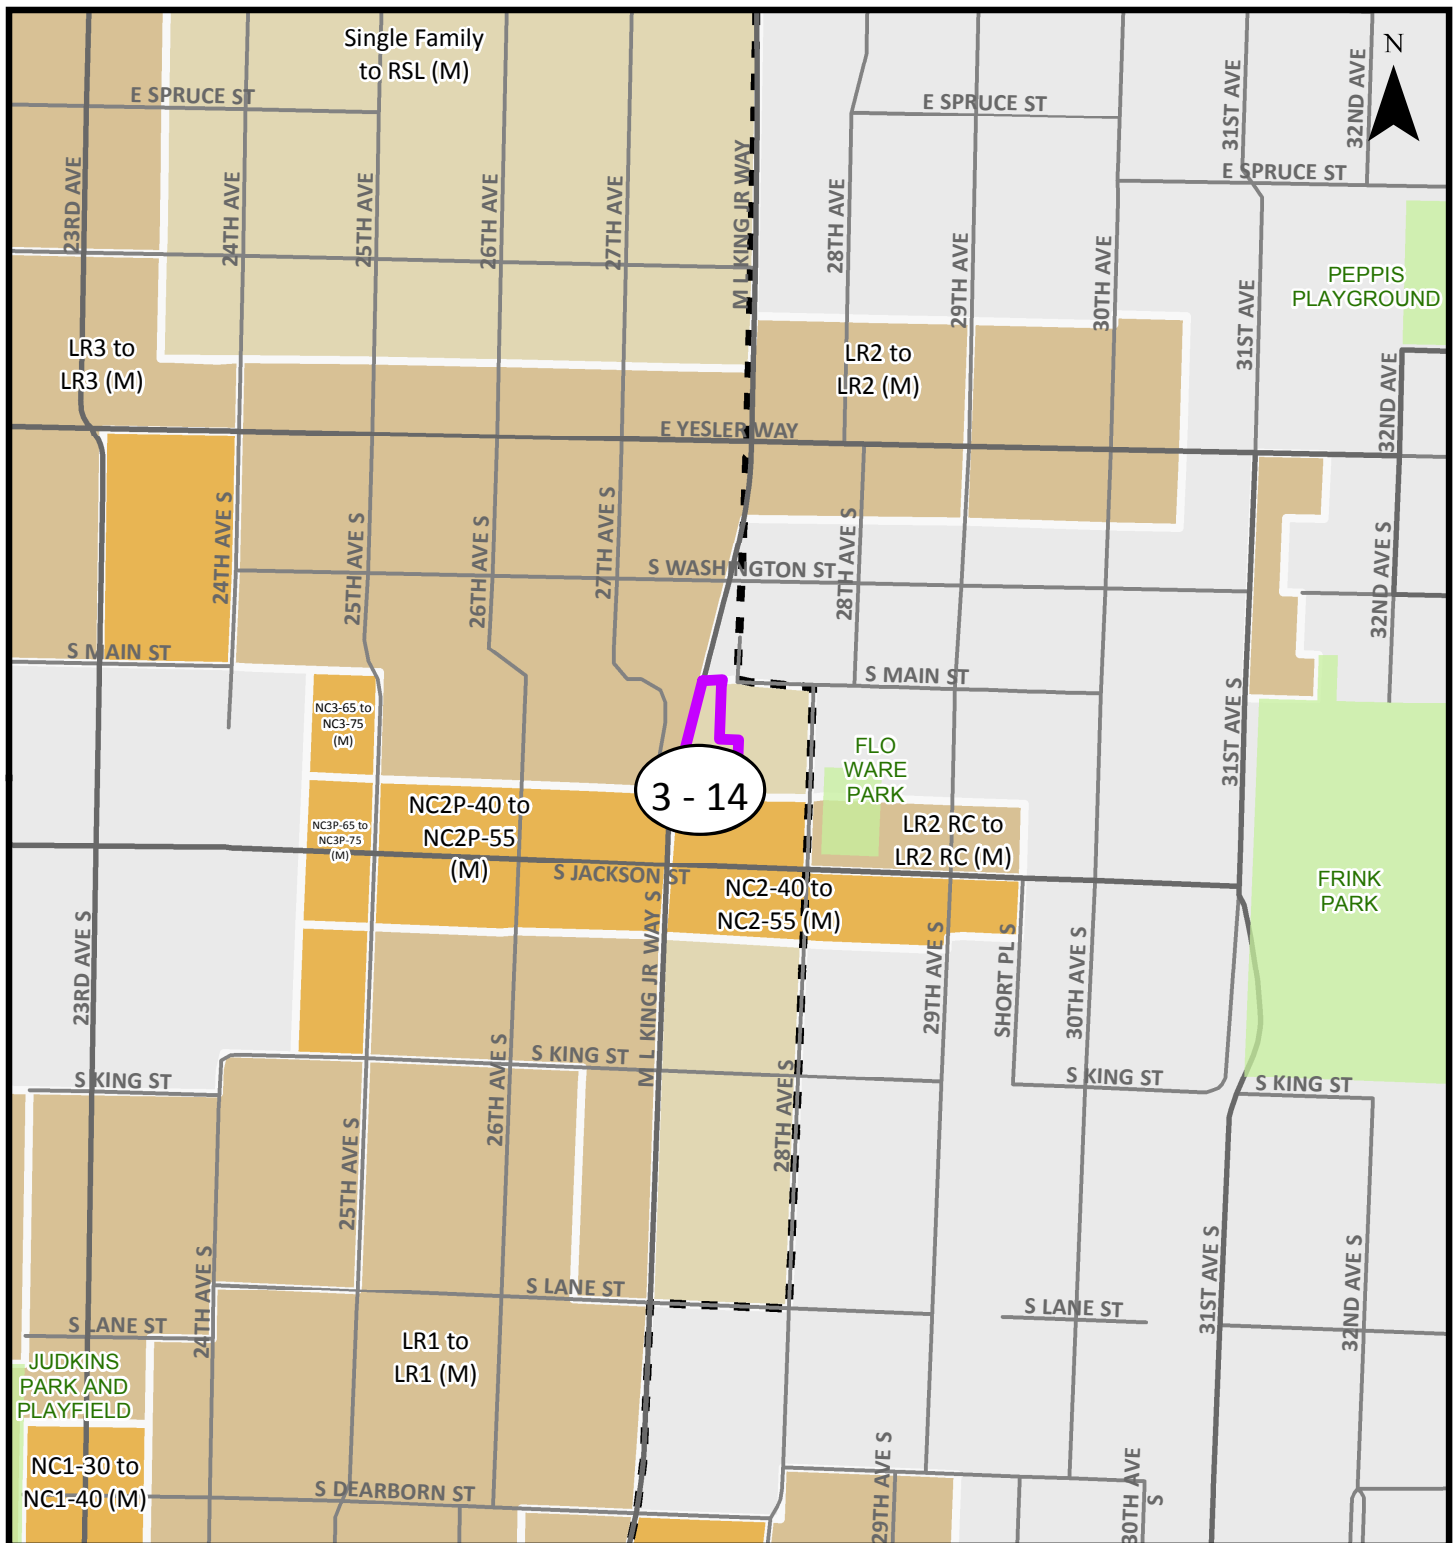 Single Family
to RSL (M)
N
E SPRUCE ST
E SPRUCE ST
E SPRUCE ST
23RD AVE
24TH AVE
25TH AVE
26TH AVE
27TH AVE
M L KING JR WAY
28TH AVE
29TH AVE
30TH AVE
31ST AVE
31ST AVE
32ND AVE
32ND AVE
PEPPIS
PLAYGROUND
LR3 to
LR3 (M)
LR2 to
LR2 (M)
E YESLER WAY
24TH AVE S
25TH AVE S
26TH AVE S
27TH AVE S
S WASHINGTON ST
28TH AVE S
32ND AVE S
S MAIN ST
S MAIN ST
31ST AVE S
NC3-65 to
NC3-75
(M)
FLO
WARE
PARK
3 - 14
NC2P-40 to
NC2P-55
(M)
NC3P-65 to
NC3P-75
(M)
LR2 RC to
LR2 RC (M)
S JACKSON ST
NC2-40 to
NC2-55 (M)
FRINK
PARK
23RD AVE S
M L KING JR WAY S
29TH AVE S
SHORT PL S
30TH AVE S
S KING ST
S KING ST
S KING ST
S KING ST
25TH AVE S
26TH AVE S
28TH AVE S
24TH AVE S
31ST AVE S
32ND AVE S
S LANE ST
S LANE ST
S LANE ST
LR1 to
LR1 (M)
JUDKINS
PARK AND
PLAYFIELD
NC1-30 to
NC1-40 (M)
S DEARBORN ST
29TH AVE S
30TH AVE
S